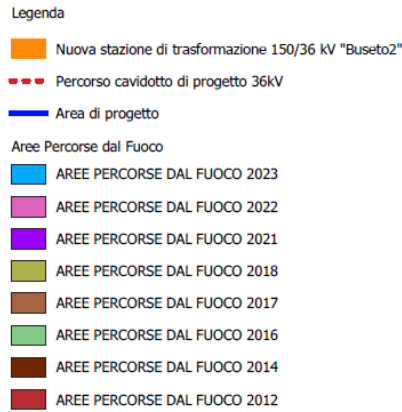 Legenda
Nuova stazione di trasformazione 150/36 kV "Buseto2"
Percorso cavidotto di progetto 36kV
Area di progetto
Aree Percorse dal Fuoco
AREE PERCORSE DAL FUOCO 2023
AREE PERCORSE DAL FUOCO 2022
AREE PERCORSE DAL FUOCO 2021
AREE PERCORSE DAL FUOCO 2018
AREE PERCORSE DAL FUOCO 2017
AREE PERCORSE DAL FUOCO 2016
AREE PERCORSE DAL FUOCO 2014
AREE PERCORSE DAL FUOCO 2012